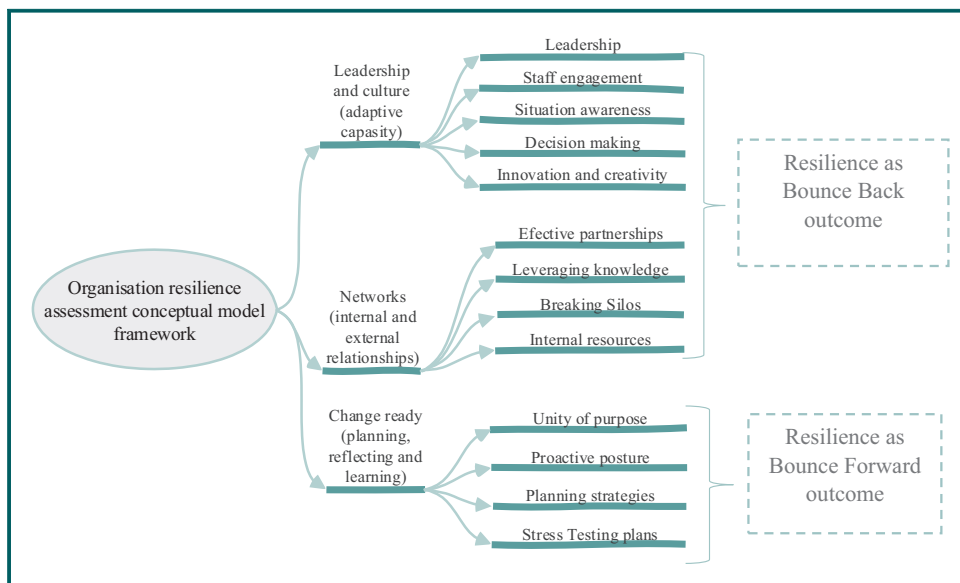 Organisation resilience
assessment conceptual model
framework
Leadership
and culture
(adaptive
capasity)
Leadership
Staff engagement
Situation awareness
Decision making
Innovation and creativity
Networks
(internal and
external
relationships)
Efective partnerships
Leveraging knowledge
Breaking Silos
Internal resources
Change ready
(planning,
reflecting and
learning)
Unity of purpose
Proactive posture
Planning strategies
Stress Testing plans
Resilience as
Bounce Back
outcome
Resilience as
Bounce Forward
outcome